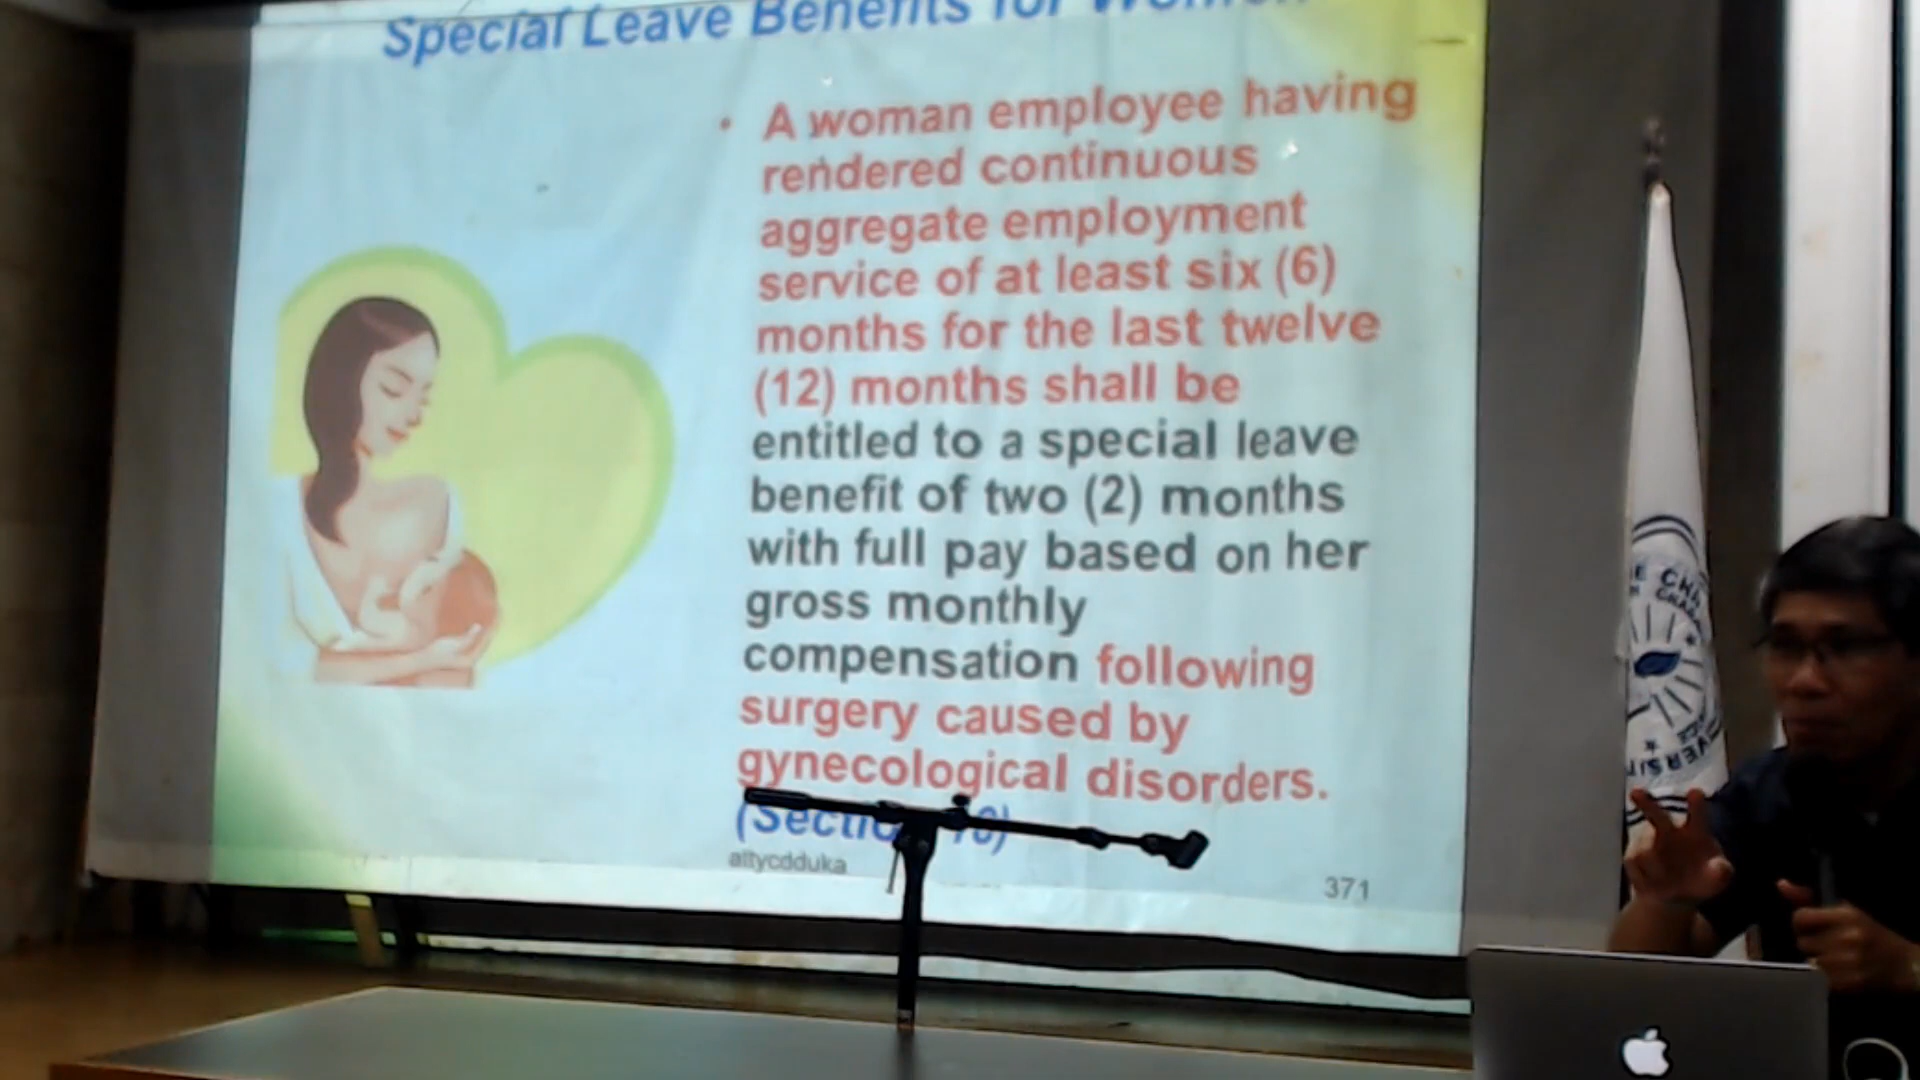 Special Leave Benefits for Women
• A woman employee having
rendered continuous
aggregate employment
service of at least six (6)
months for the last twelve
(12) months shall be
entitled to a special leave
benefit of two (2) months
with full pay based on her
gross monthly
compensation following
surgery caused by
gynecological disorders.
attycdduka
371